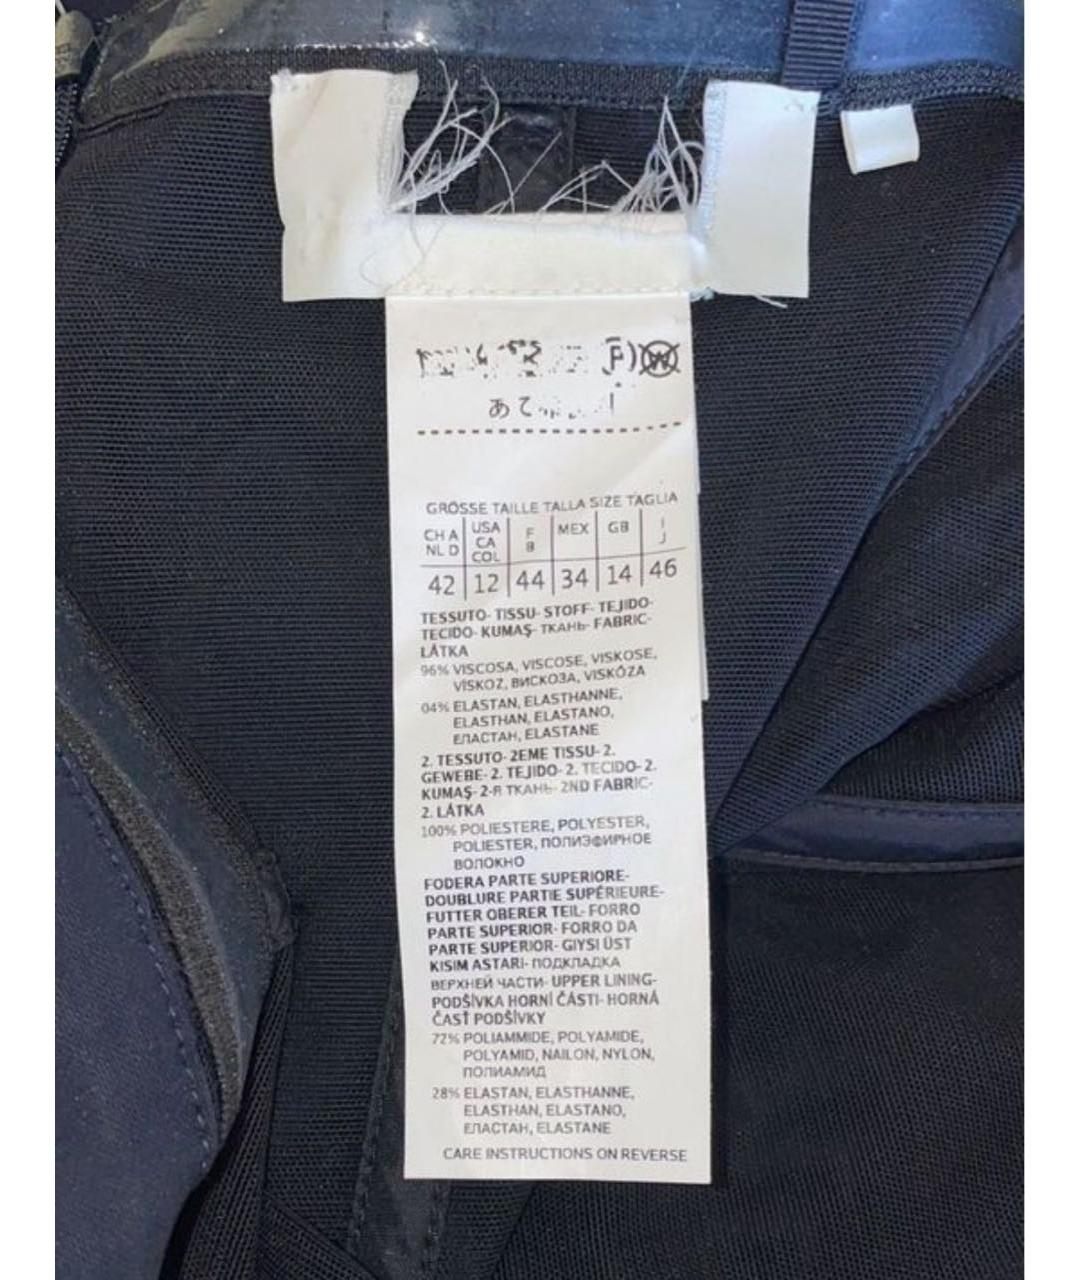 (P) W
あて
GRÖSSE TAILLE TALLA SIZE TAGLIA
CH A NL D | USA CA COL | F B | MEX | GB | I J
42 | 12 | 44 | 34 | 14 | 46
TESSUTO- TISSU- STOFF- TEJIDO-
TECIDO- KUMAŞ- ТКАНЬ- FABRIC-
LÁTKA
96% VISCOSA, VISCOSE, VISKOSE,
VİSKOZ, ВИСКОЗА, VISKÓZA
04% ELASTAN, ELASTHANNE,
ELASTHAN, ELASTANO,
ЕЛАСТАН, ELASTANE
2. TESSUTO- 2EME TISSU- 2.
GEWEBE- 2. TEJIDO- 2. TECIDO- 2.
KUMAŞ- 2-Я ТКАНЬ- 2ND FABRIC-
2. LÁTKA
100% POLIESTERE, POLYESTER,
POLIESTER, ПОЛИЭФИРНОЕ
ВОЛОКНО
FODERA PARTE SUPERIORE-
DOUBLURE PARTIE SUPÉRIEURE-
FUTTER OBERER TEIL- FORRO
PARTE SUPERIOR- FORRO DA
PARTE SUPERIOR- GIYSI ÜST
KISIM ASTARI- ПОДКЛАДКА
ВЕРХНЕЙ ЧАСТИ- UPPER LINING-
PODŠÍVKA HORNÍ ČÁSTI- HORNÁ
ČASŤ PODŠÍVKY
72% POLIAMMIDE, POLYAMIDE,
POLYAMID, NAILON, NYLON,
ПОЛИАМИД
28% ELASTAN, ELASTHANNE,
ELASTHAN, ELASTANO,
ЕЛАСТАН, ELASTANE
CARE INSTRUCTIONS ON REVERSE